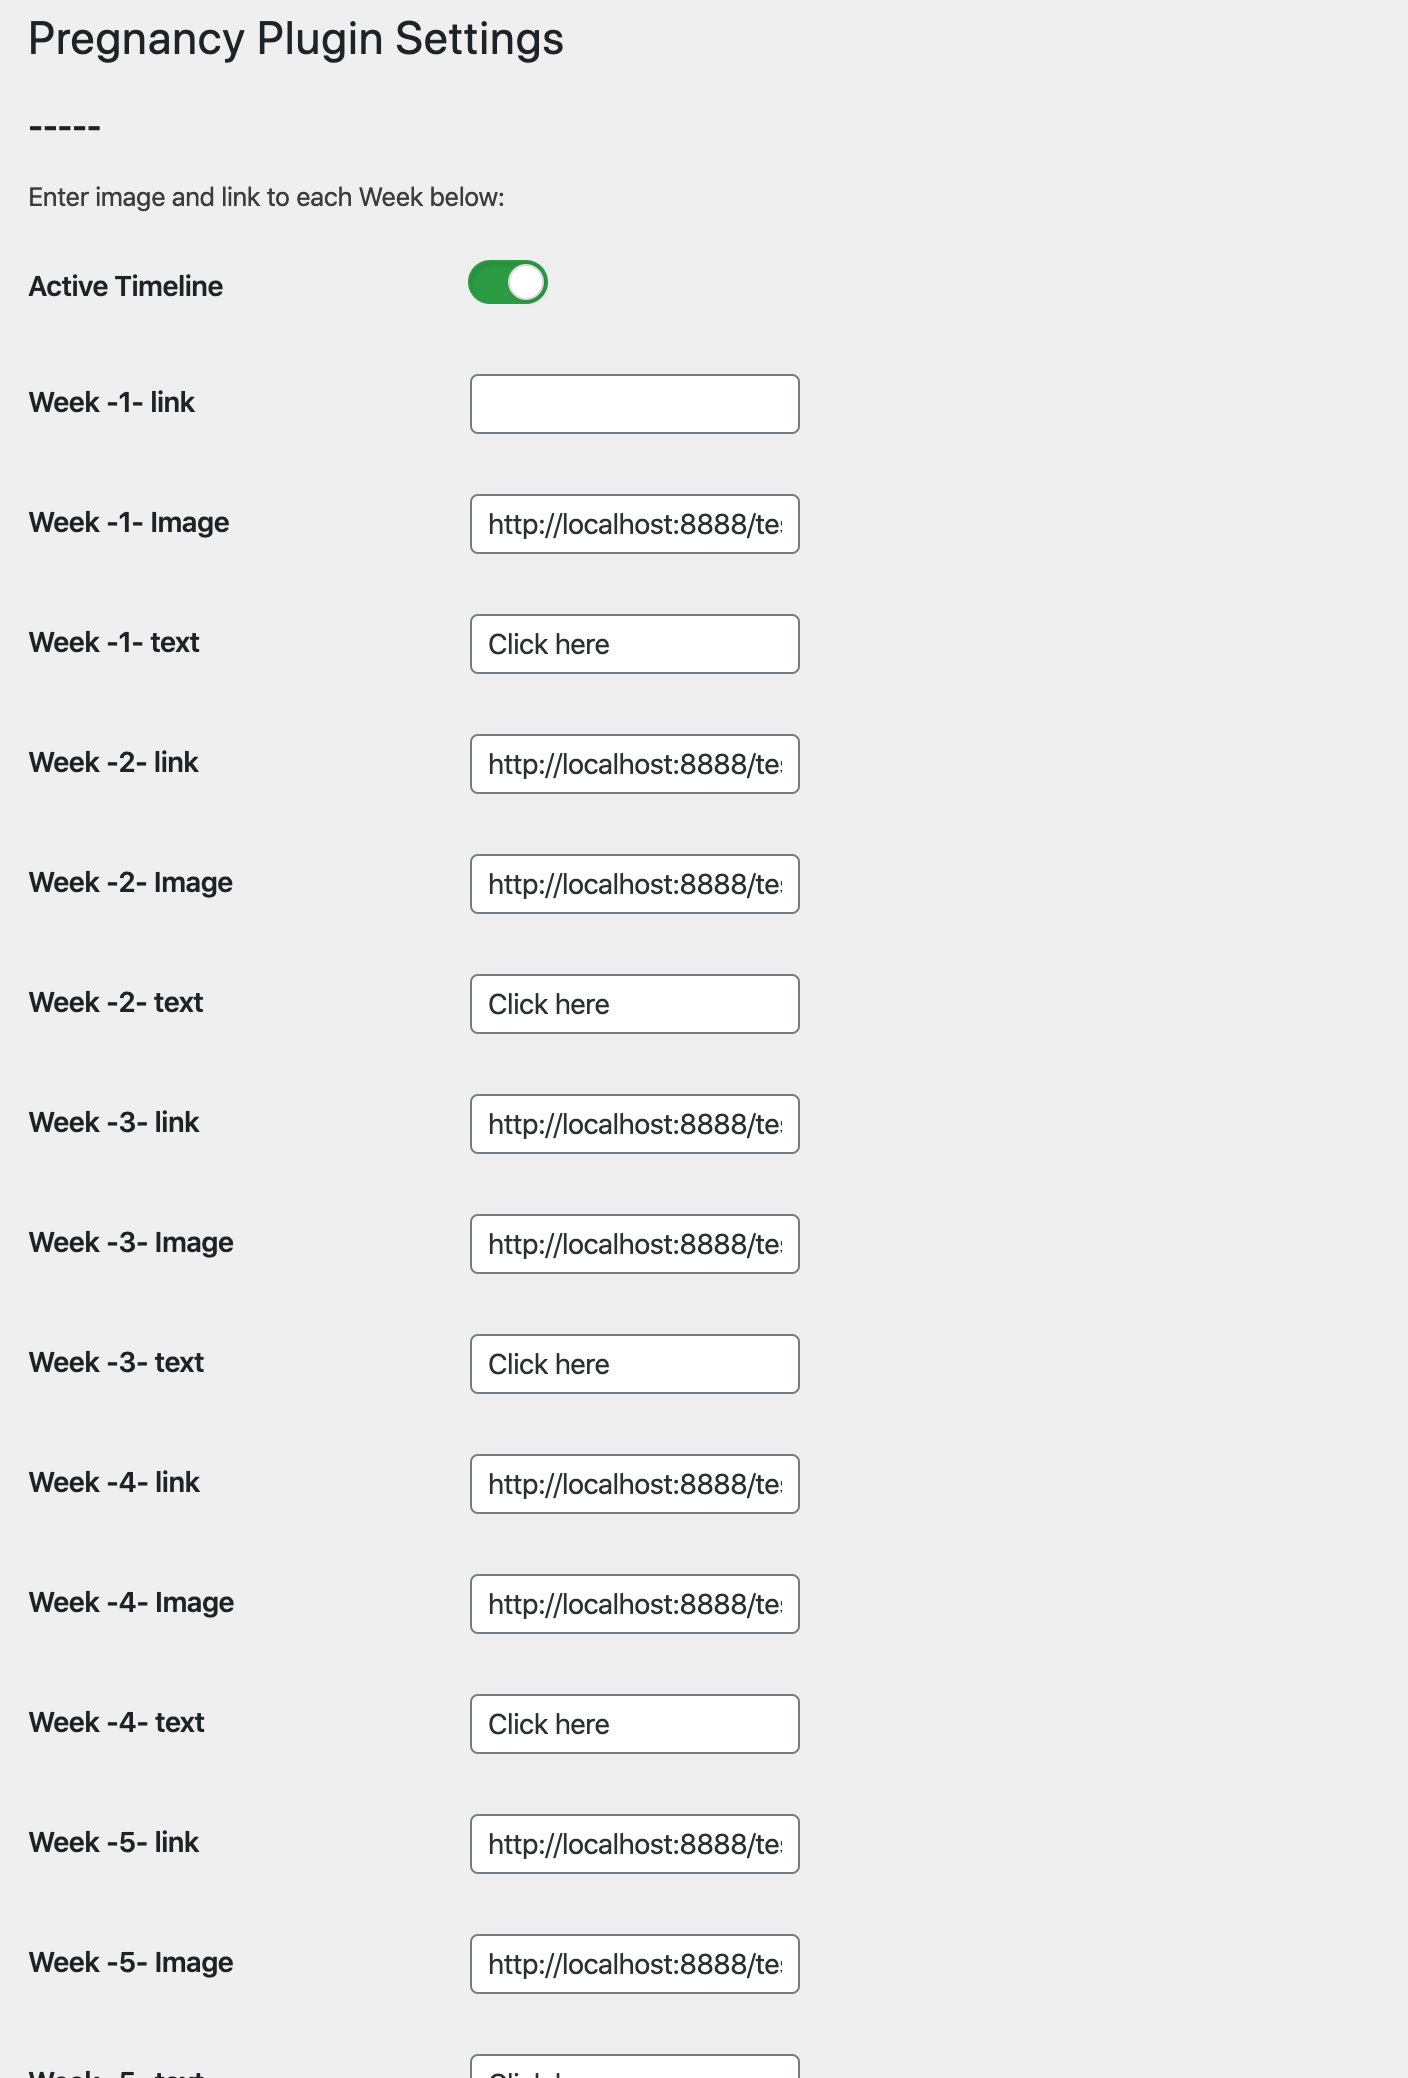 Pregnancy Plugin Settings
-----
Enter image and link to each Week below:
Active Timeline
Week -1- link
Week -1- Image http://localhost:8888/te
Week -1- text Click here
Week -2- link http://localhost:8888/te
Week -2- Image http://localhost:8888/te
Week -2- text Click here
Week -3- link http://localhost:8888/te
Week -3- Image http://localhost:8888/te
Week -3- text Click here
Week -4- link http://localhost:8888/te
Week -4- Image http://localhost:8888/te
Week -4- text Click here
Week -5- link http://localhost:8888/te
Week -5- Image http://localhost:8888/te
Week -5- text Click here